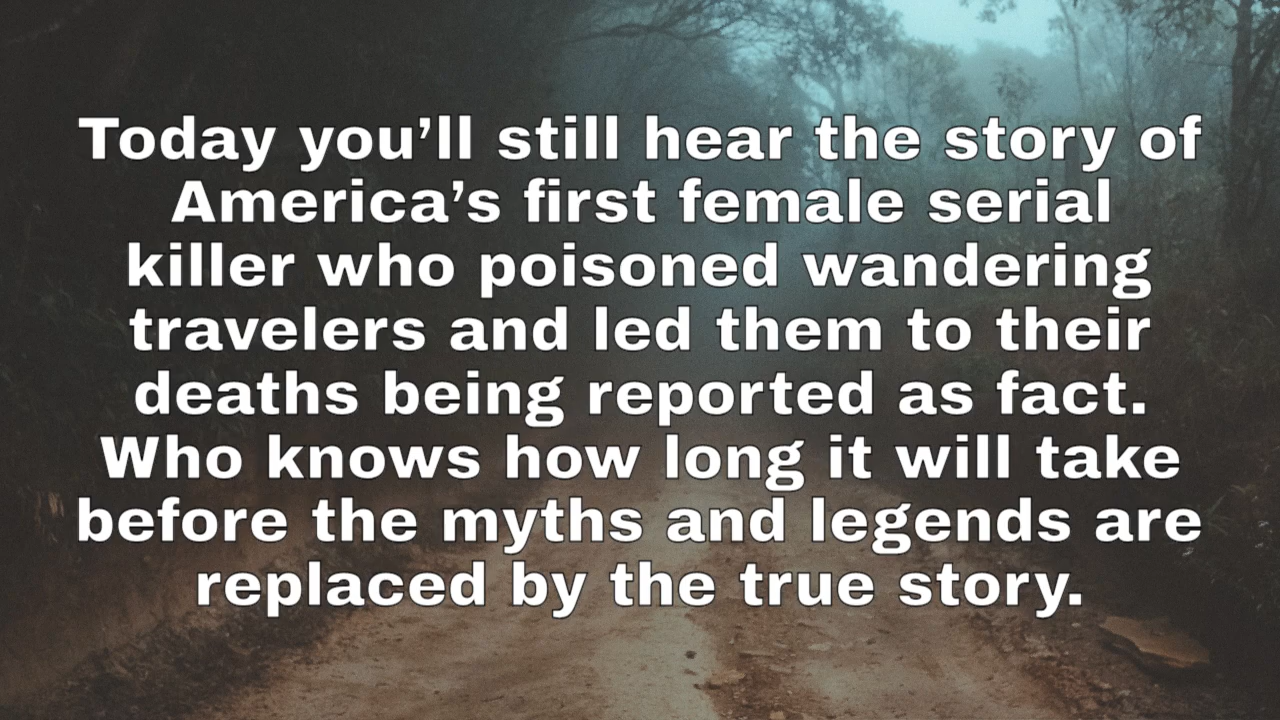 Today you’ll still hear the story of
America’s first female serial
killer who poisoned wandering
travelers and led them to their
deaths being reported as fact.
Who knows how long it will take
before the myths and legends are
replaced by the true story.